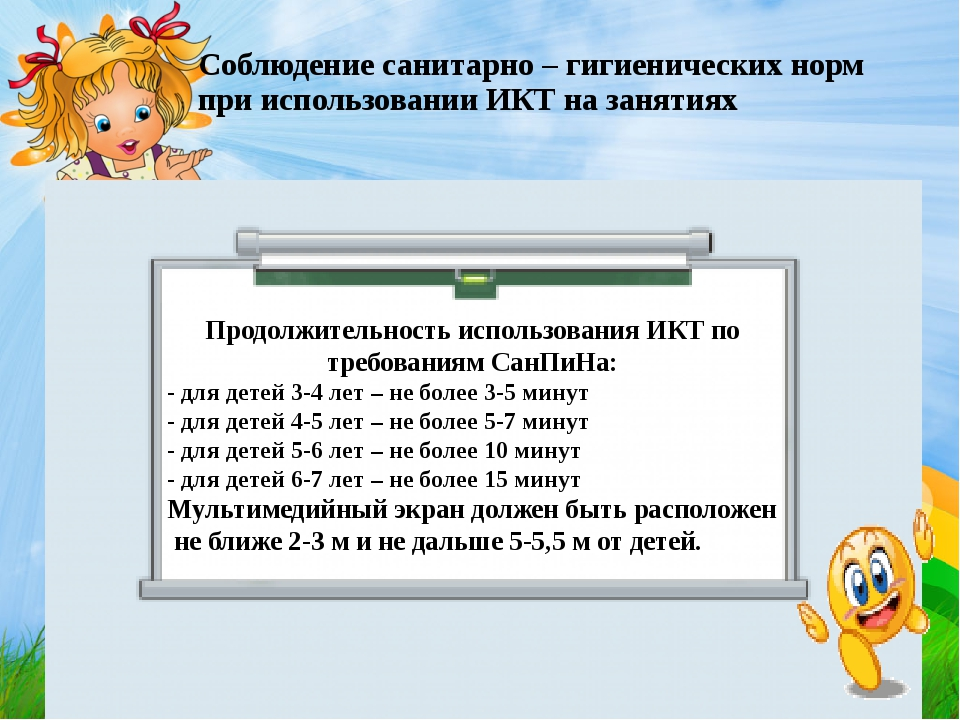 Соблюдение санитарно – гигиенических норм
при использовании ИКТ на занятиях
Продолжительность использования ИКТ по
требованиям СанПиНа:
- для детей 3-4 лет – не более 3-5 минут
- для детей 4-5 лет – не более 5-7 минут
- для детей 5-6 лет – не более 10 минут
- для детей 6-7 лет – не более 15 минут
Мультимедийный экран должен быть расположен
не ближе 2-3 м и не дальше 5-5,5 м от детей.